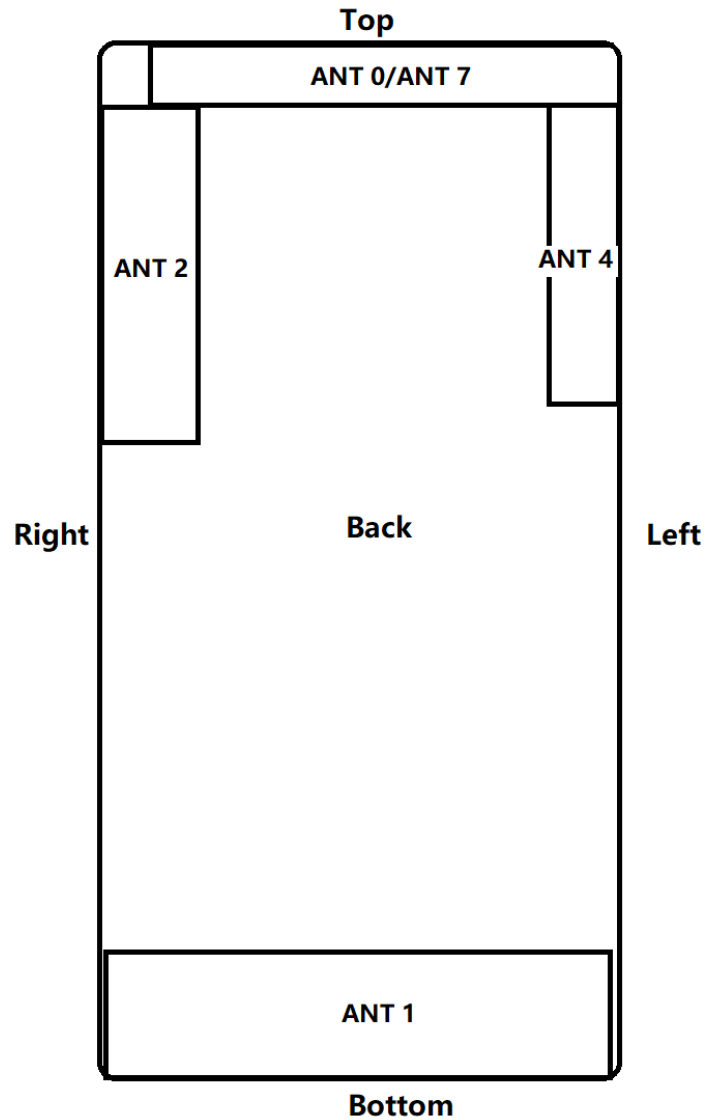 Top
ANT 0/ANT 7
ANT 2
ANT 4
Right
Back
Left
ANT 1
Bottom